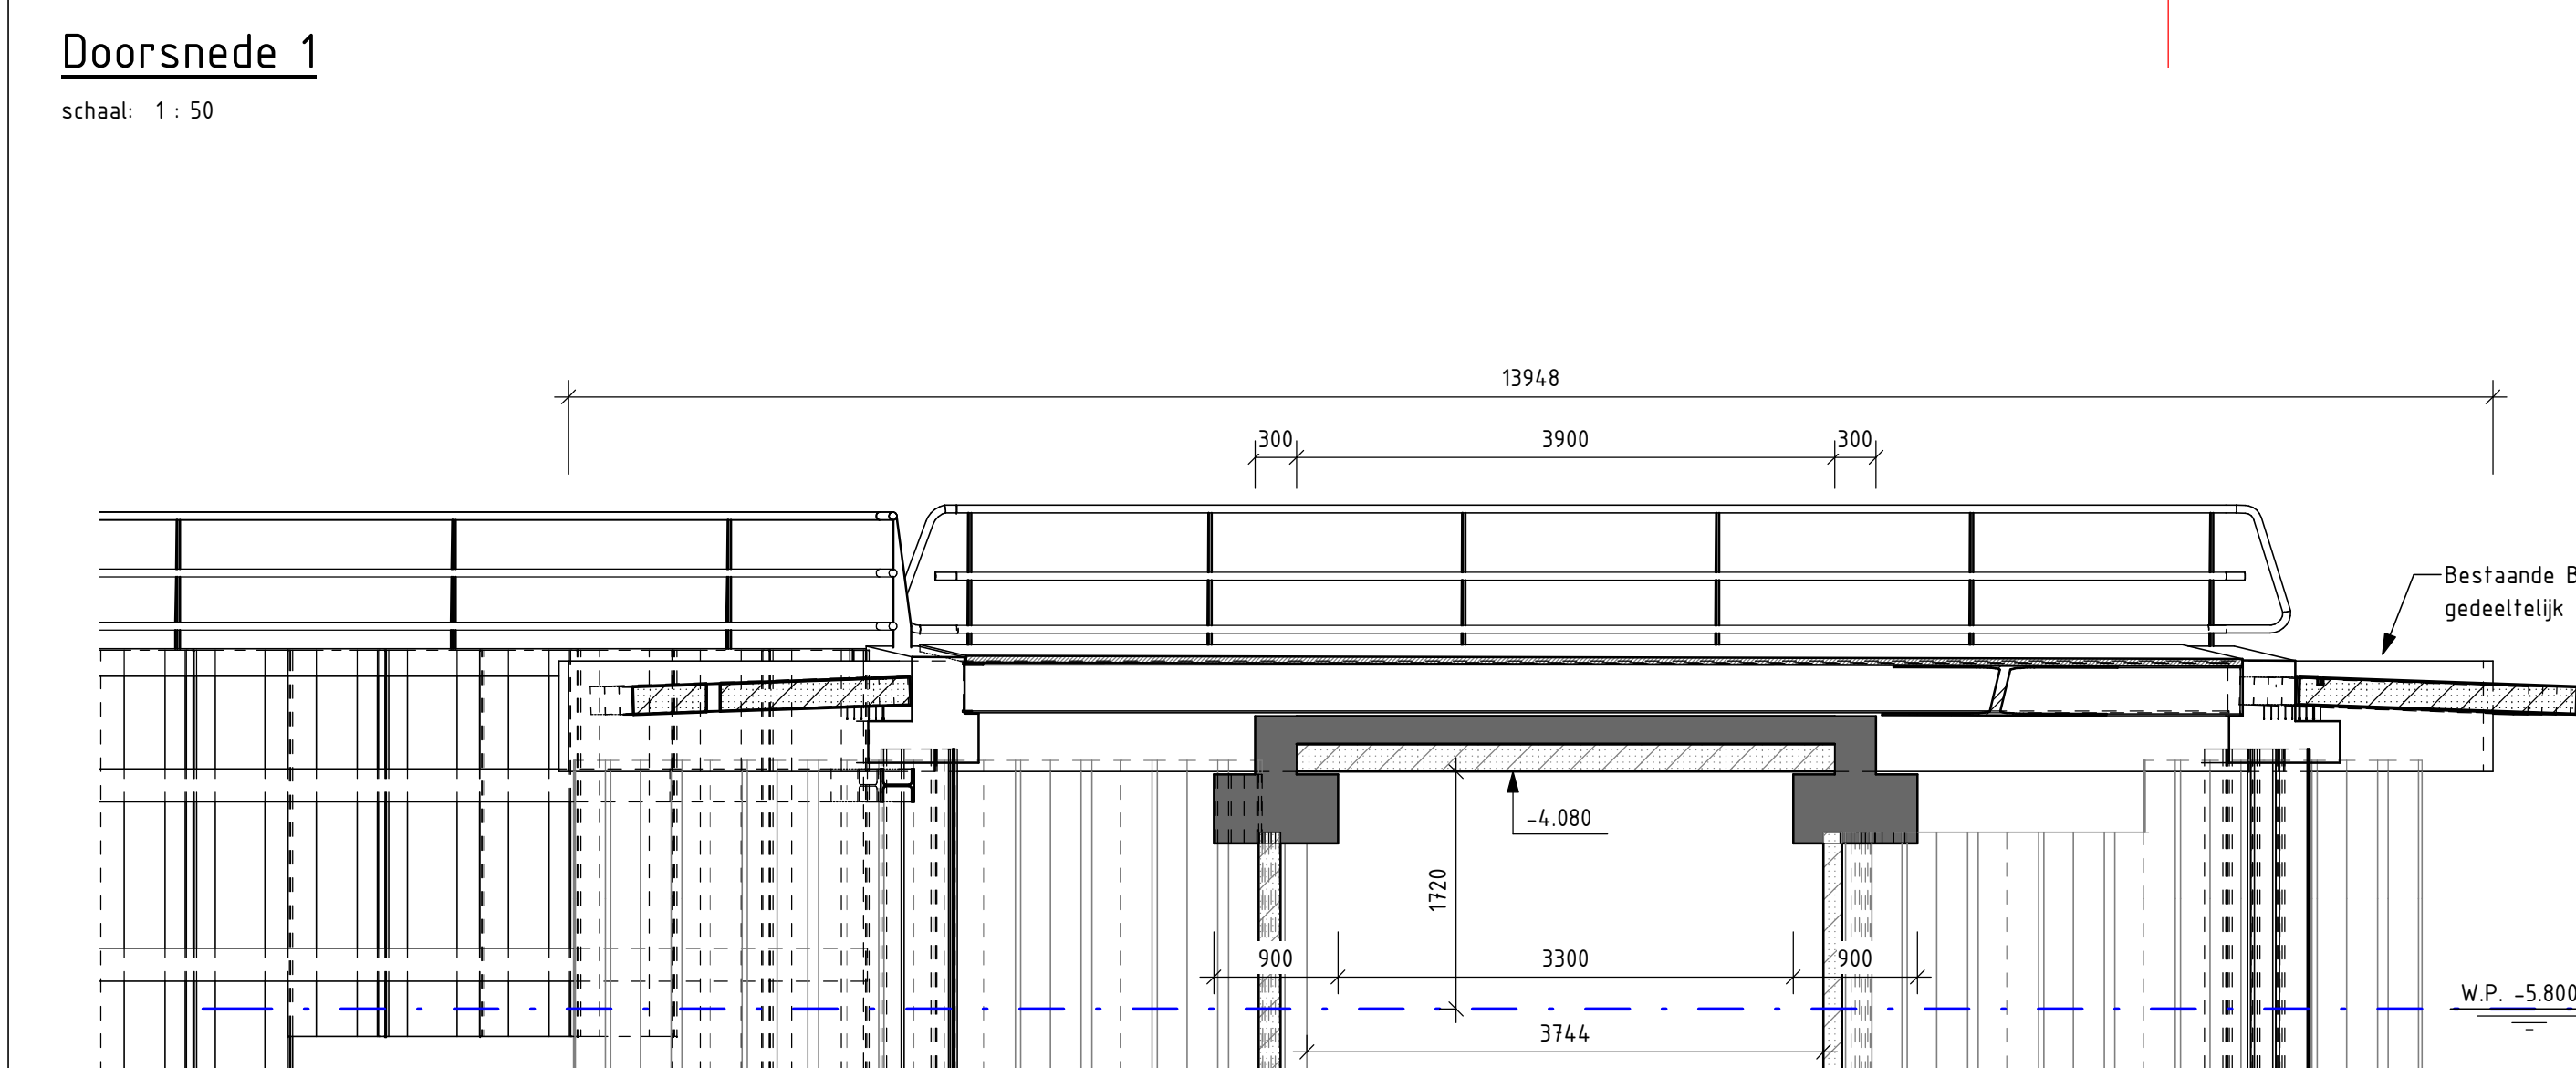 Doorsnede 1
schaal: 1 : 50
13948
300
3900
300
Bestaande B
gedeeltelijk
-4.080
1720
900
3300
900
W.P. -5.800
3744